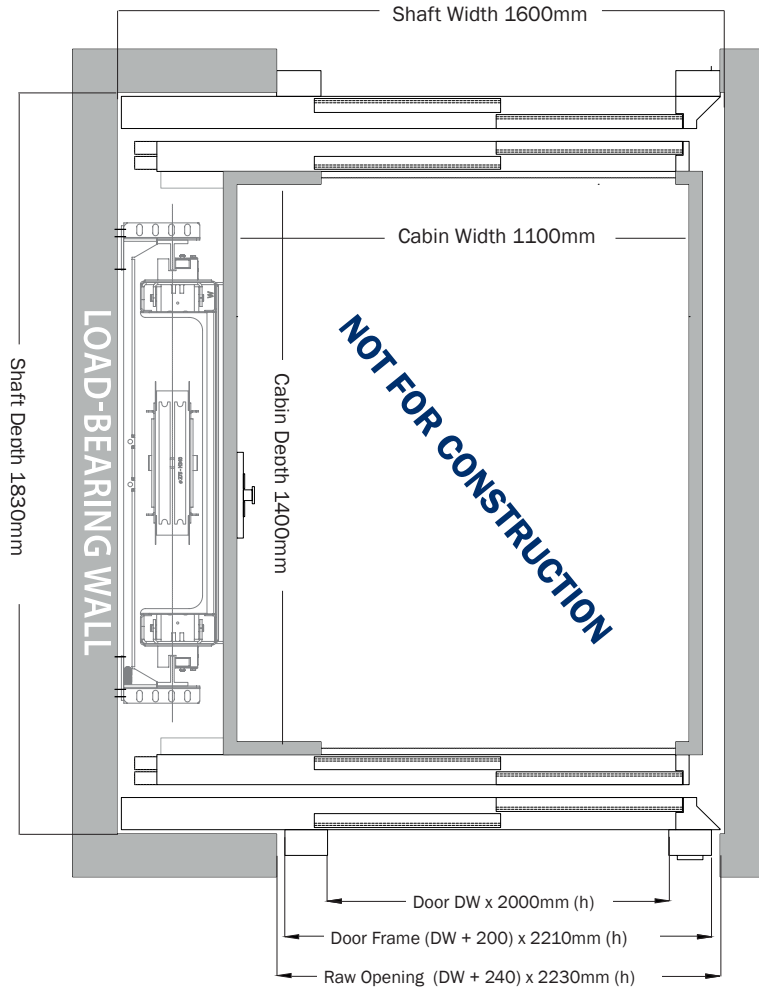 Shaft Width 1600mm
Cabin Width 1100mm
NOT FOR CONSTRUCTION
LOAD-BEARING WALL
Shaft Depth 1830mm
Cabin Depth 1400mm
Door DW x 2000mm (h)
Door Frame (DW + 200) x 2210mm (h)
Raw Opening (DW + 240) x 2230mm (h)